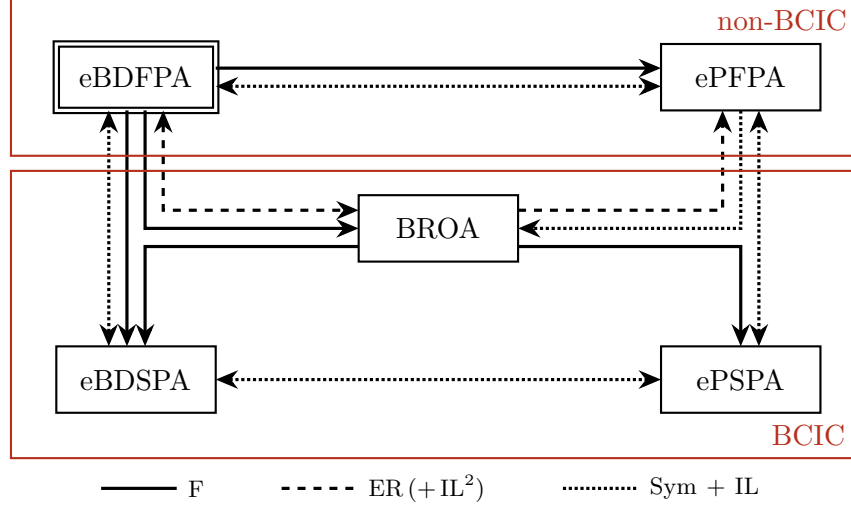 non-BCIC
eBDFPA
ePFPA
BROA
eBDSPA
ePSPA
BCIC
F
ER (+ IL²)
Sym + IL